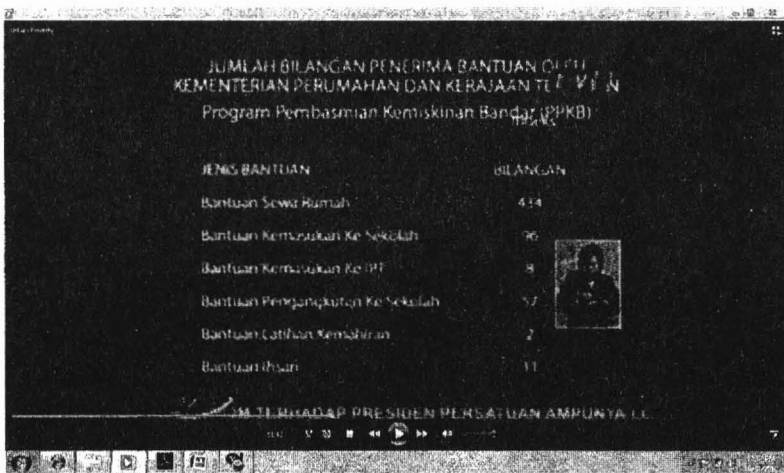 JUMLAH BILANGAN PENERIMA BANTUAN OLEH
KEMENTERIAN PERUMAHAN DAN KERAJAAN
Program Pembasmian Kemiskinan Bandar (PPKB)
JENIS BANTUAN BILANGAN
Bantuan Sewa Rumah 434
Bantuan Kemasukan Ke Sekolah 96
Bantuan Kemasukan Ke IPT 8
Bantuan Pengangkutan Ke Sekolah 57
Bantuan Latihan Kemahiran 2
Bantuan Ihsan 11
TERHADAP PRESIDEN PERSATUAN